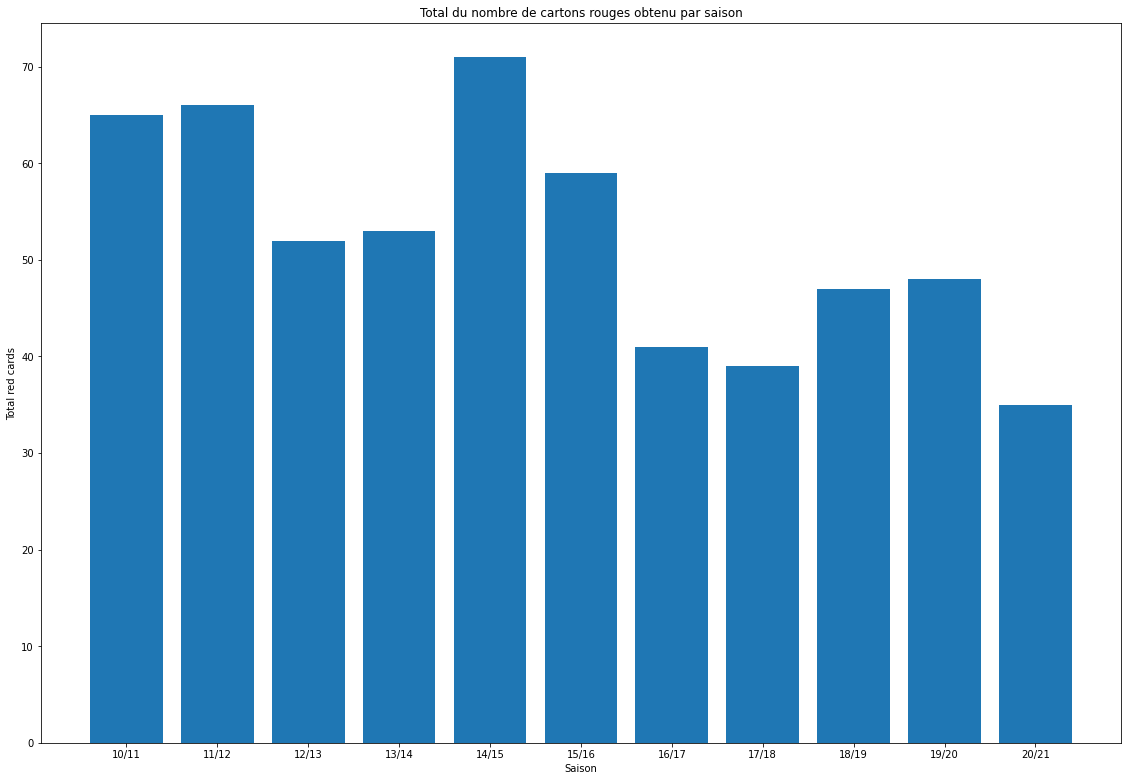 Total du nombre de cartons rouges obtenu par saison
Total red cards
70
60
50
40
30
20
10
0
10/11 11/12 12/13 13/14 14/15 15/16 16/17 17/18 18/19 19/20 20/21
Saison